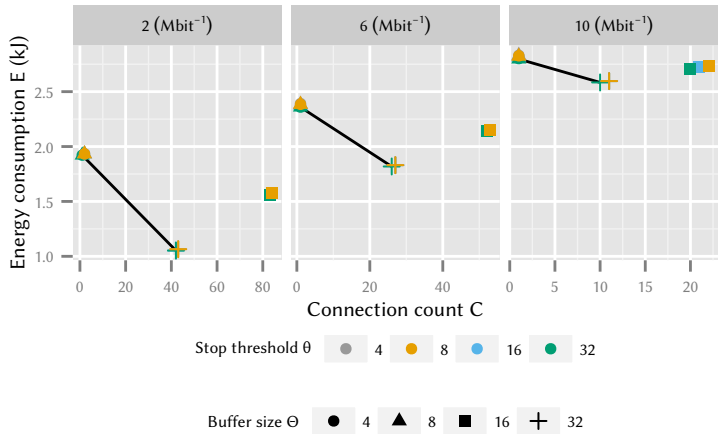 2 (Mbit⁻¹) 6 (Mbit⁻¹) 10 (Mbit⁻¹)
Energy consumption E (kJ)
2.5
2.0
1.5
1.0
0 20 40 60 80 0 20 40 0 5 10 15 20
Connection count C
Stop threshold θ 4 8 16 32
Buffer size Θ 4 8 16 32